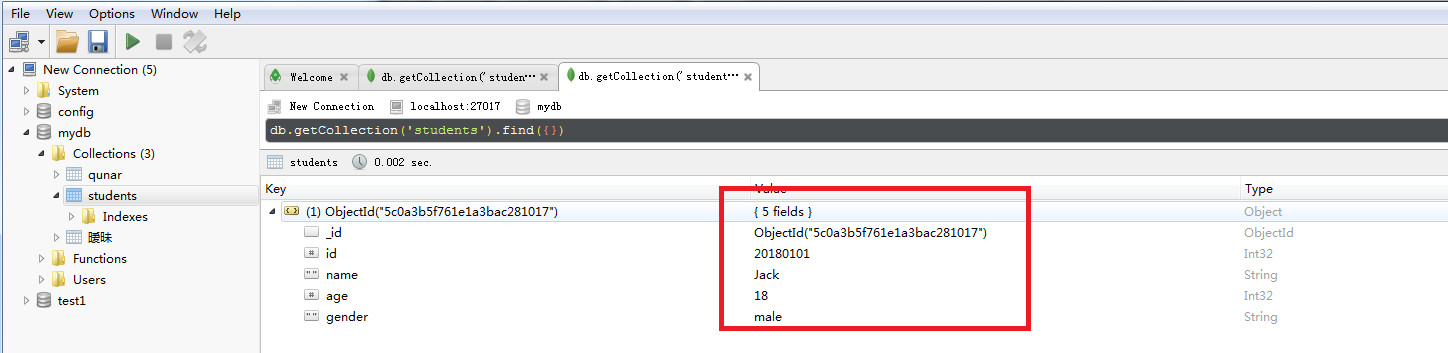 File View Options Window Help
New Connection (5)
System
config
mydb
Collections (3)
qunar
students
Indexes
暧昧
Functions
Users
test1
Welcome
db.getCollection('studen…
db.getCollection('student…
New Connection localhost:27017 mydb
db.getCollection('students').find({})
students 0.002 sec.
Key Value Type
(1) ObjectId("5c0a3b5f761e1a3bac281017") { 5 fields } Object
_id ObjectId("5c0a3b5f761e1a3bac281017") ObjectId
# id 20180101 Int32
"" name Jack String
# age 18 Int32
"" gender male String